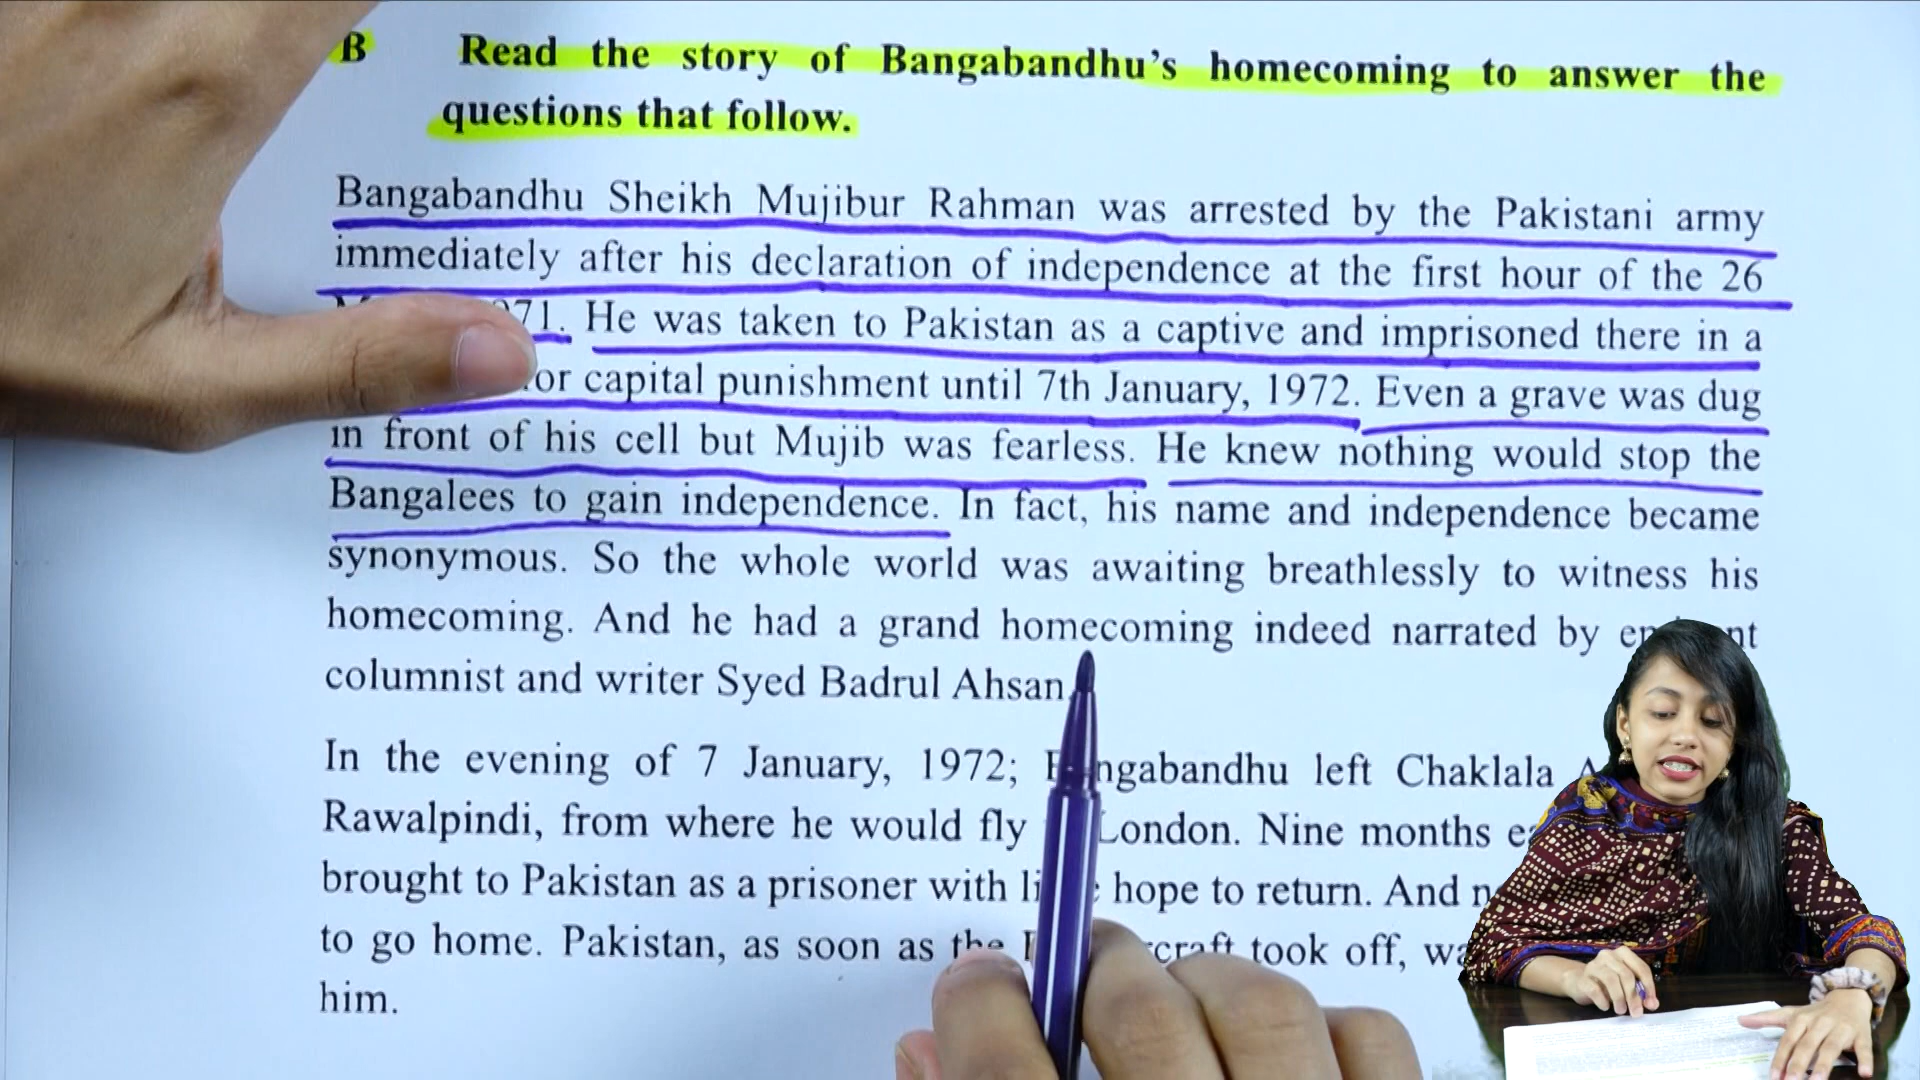 B Read the story of Bangabandhu's homecoming to answer the
questions that follow.
Bangabandhu Sheikh Mujibur Rahman was arrested by the Pakistani army
immediately after his declaration of independence at the first hour of the 26
71. He was taken to Pakistan as a captive and imprisoned there in a
for capital punishment until 7th January, 1972. Even a grave was dug
in front of his cell but Mujib was fearless. He knew nothing would stop the
Bangalees to gain independence. In fact, his name and independence became
synonymous. So the whole world was awaiting breathlessly to witness his
homecoming. And he had a grand homecoming indeed narrated by
columnist and writer Syed Badrul Ahsan.
In the evening of 7 January, 1972; Bangabandhu left Chaklala
Rawalpindi, from where he would fly London. Nine months
brought to Pakistan as a prisoner with hope to return. And
to go home. Pakistan, as soon as the took off,
him.